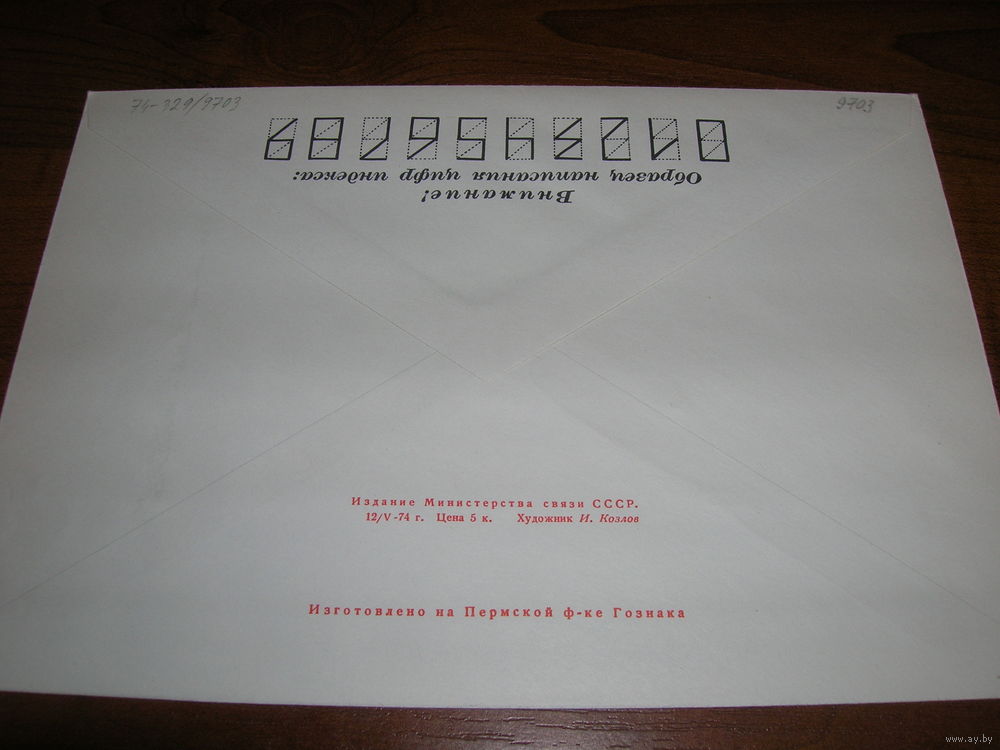 74-329/9703
9703
Внимание!
Образец написания цифр индекса:
0123456789
Издание Министерства связи СССР.
12/V-74 г. Цена 5 к. Художник И. Козлов
Изготовлено на Пермской ф-ке Гознака
www.ay.by